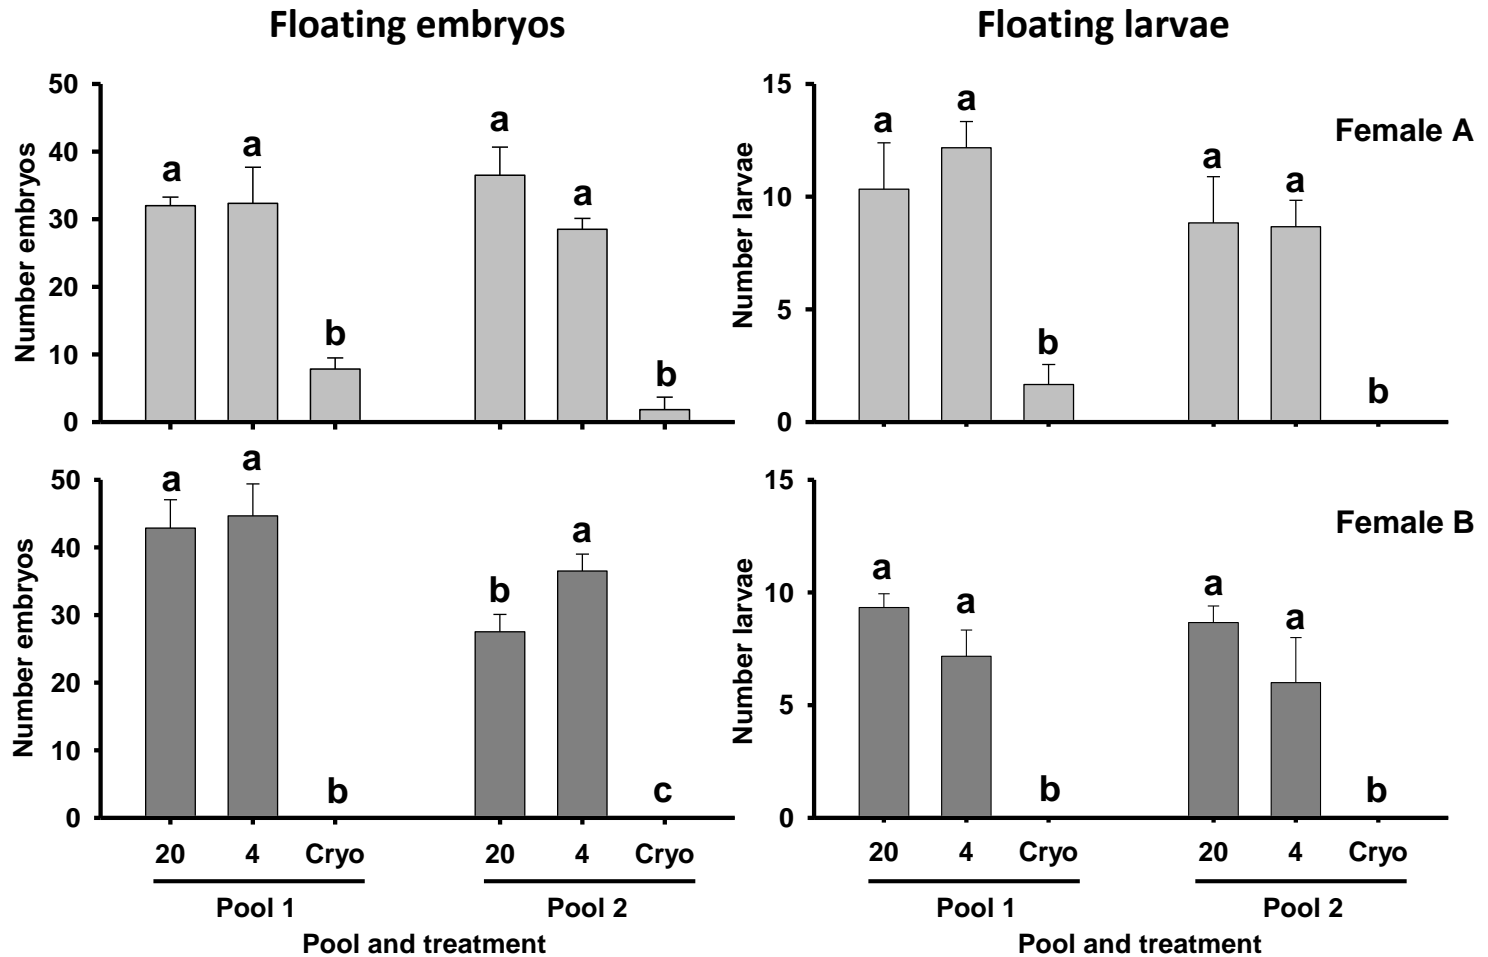 Floating embryos
Floating larvae
50
40
30
20
10
0
Number embryos
a
a
b
a
a
b
15
10
5
0
Number larvae
a
a
b
a
a
b
Female A
50
40
30
20
10
0
Number embryos
a
a
b
b
a
c
20 4 Cryo 20 4 Cryo
Pool 1 Pool 2
Pool and treatment
15
10
5
0
Number larvae
a
a
b
a
a
b
Female B
20 4 Cryo 20 4 Cryo
Pool 1 Pool 2
Pool and treatment